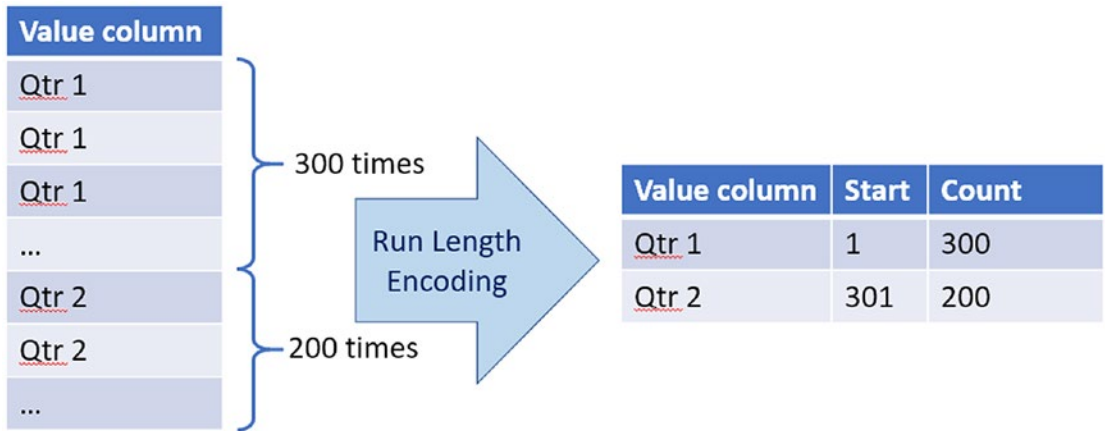 Value column
Qtr 1
Qtr 1
Qtr 1
...
Qtr 2
Qtr 2
...
300 times
200 times
Run Length
Encoding
Value column Start Count
Qtr 1 1 300
Qtr 2 301 200